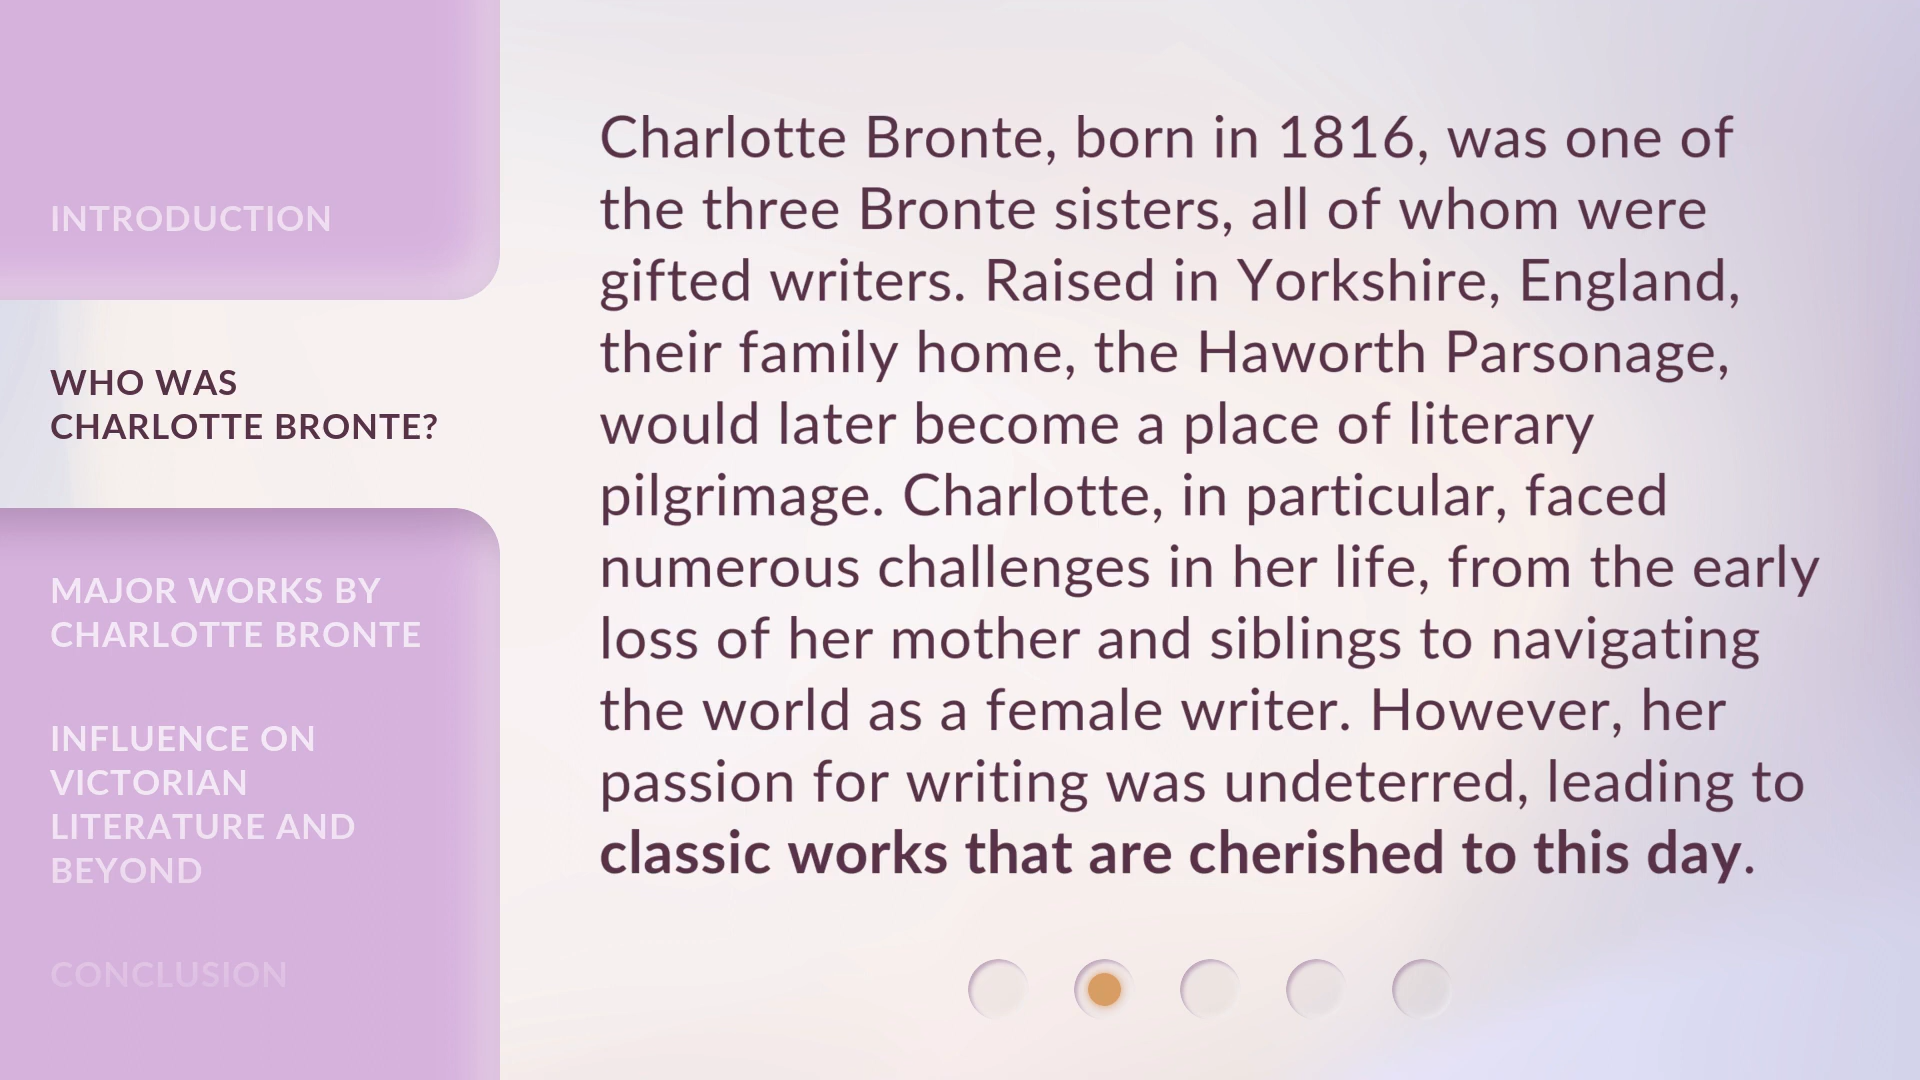 INTRODUCTION
WHO WAS
CHARLOTTE BRONTE?
MAJOR WORKS BY
CHARLOTTE BRONTE
INFLUENCE ON
VICTORIAN
LITERATURE AND
BEYOND
CONCLUSION
Charlotte Bronte, born in 1816, was one of
the three Bronte sisters, all of whom were
gifted writers. Raised in Yorkshire, England,
their family home, the Haworth Parsonage,
would later become a place of literary
pilgrimage. Charlotte, in particular, faced
numerous challenges in her life, from the early
loss of her mother and siblings to navigating
the world as a female writer. However, her
passion for writing was undeterred, leading to
classic works that are cherished to this day.